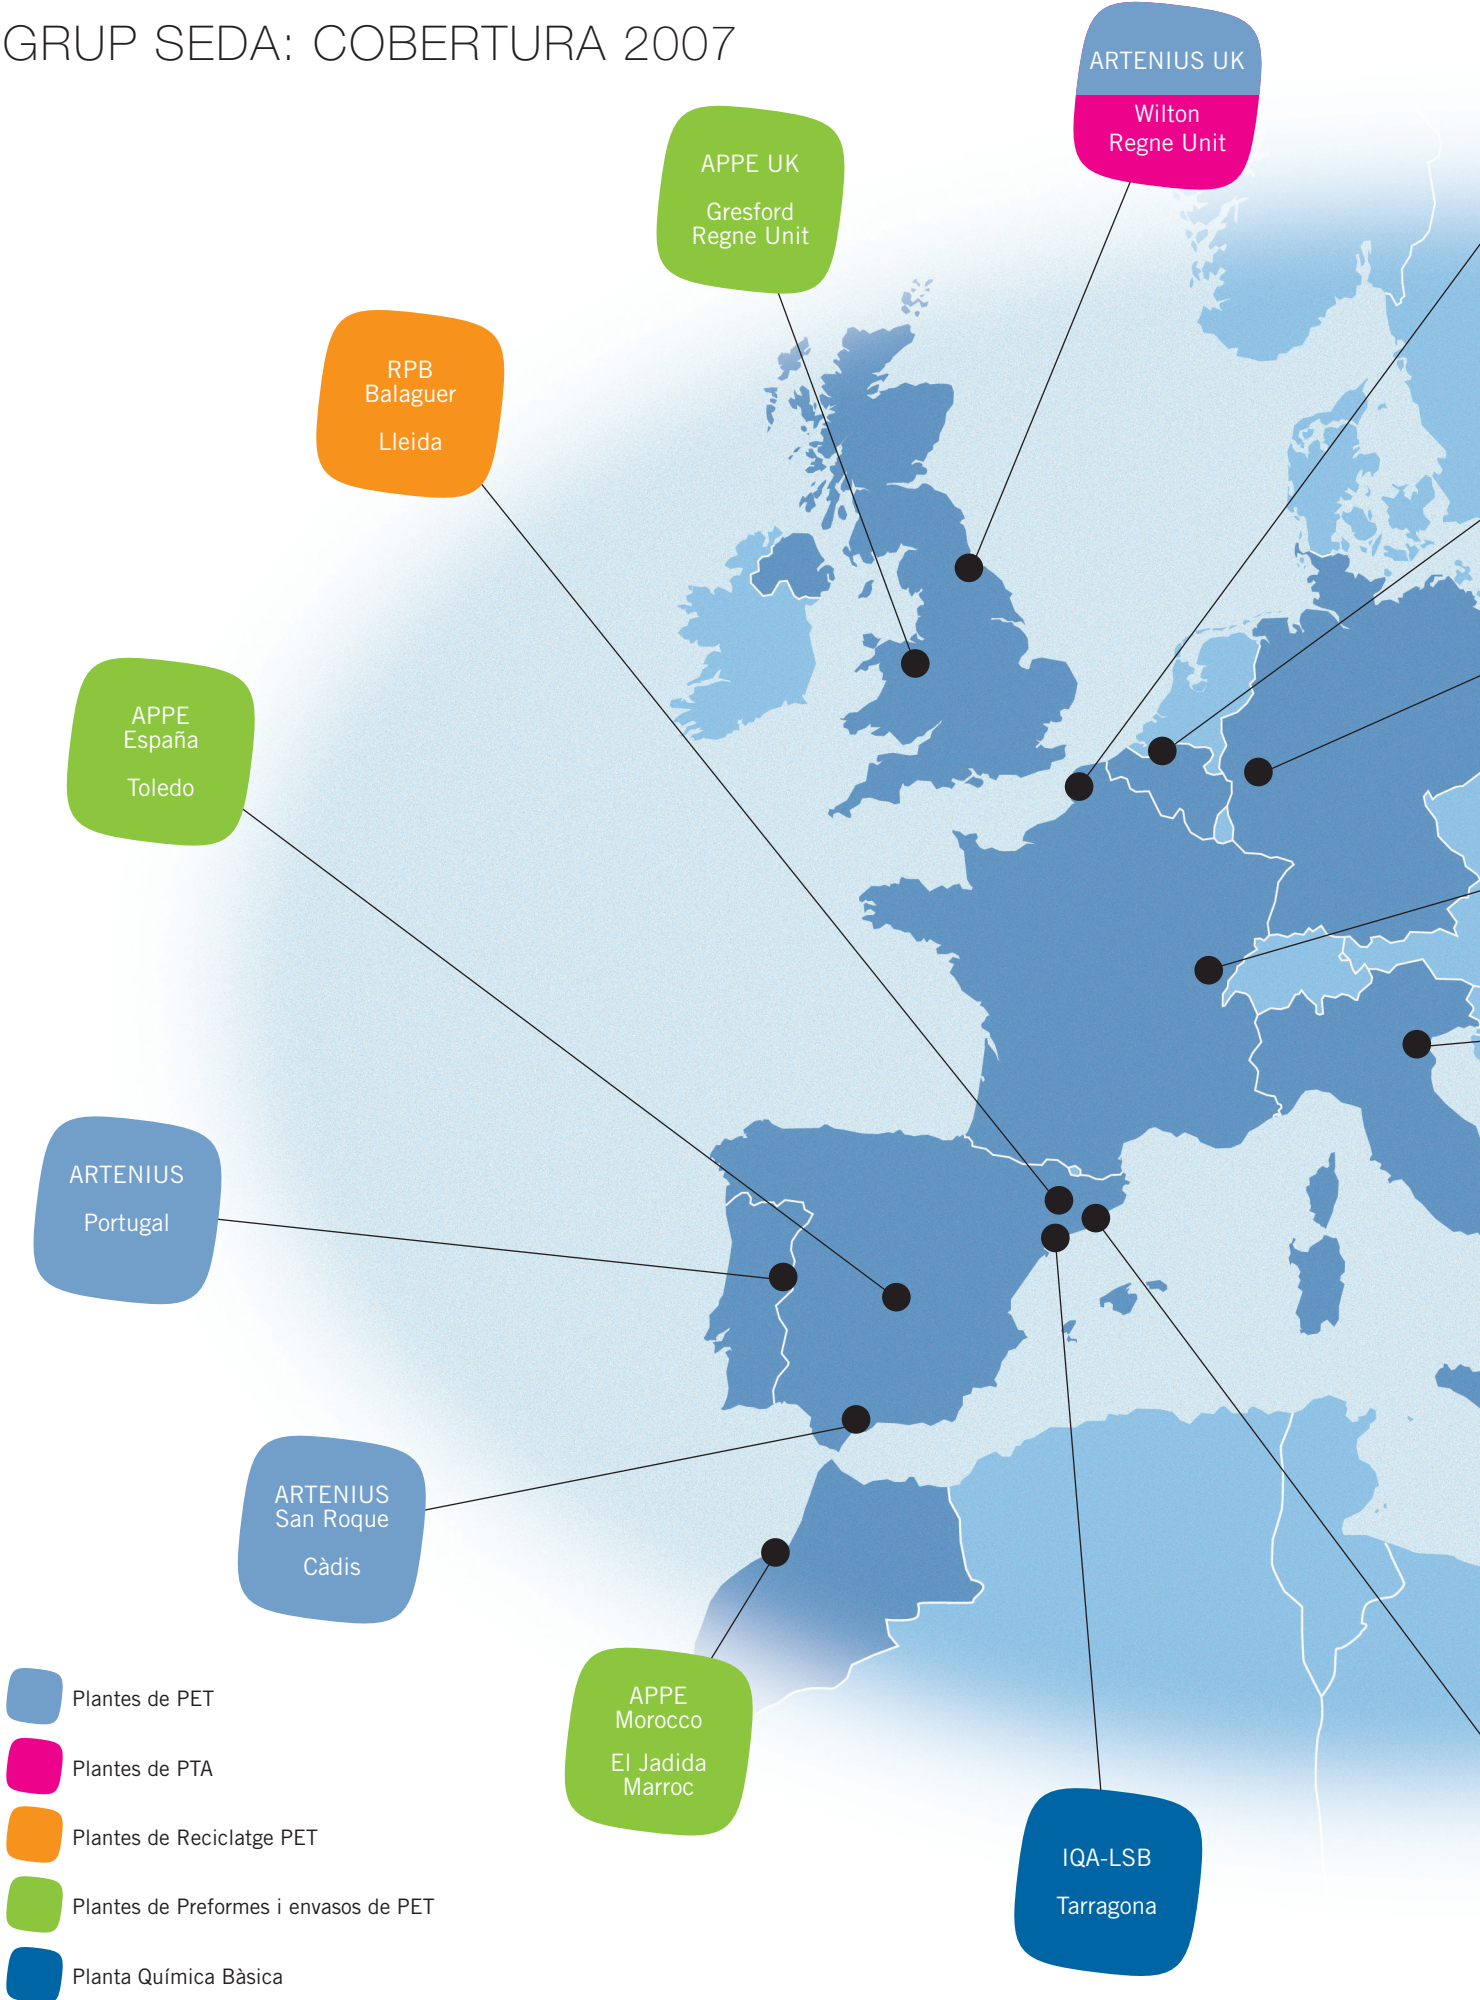 GRUP SEDA: COBERTURA 2007
ARTENIUS UK
Wilton
Regne Unit
APPE UK
Gresford
Regne Unit
RPB
Balaguer
Lleida
APPE
España
Toledo
ARTENIUS
Portugal
ARTENIUS
San Roque
Càdis
APPE
Morocco
El Jadida
Marroc
IQA-LSB
Tarragona
Plantes de PET
Plantes de PTA
Plantes de Reciclatge PET
Plantes de Preformes i envasos de PET
Planta Química Bàsica